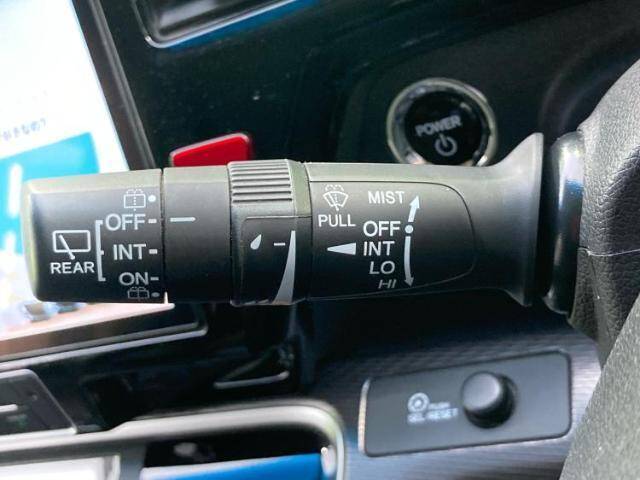 POWER
MIST
PULL
OFF
INT
LO
HI
OFF
INT
ON
REAR
PUSH
SEL/RESET